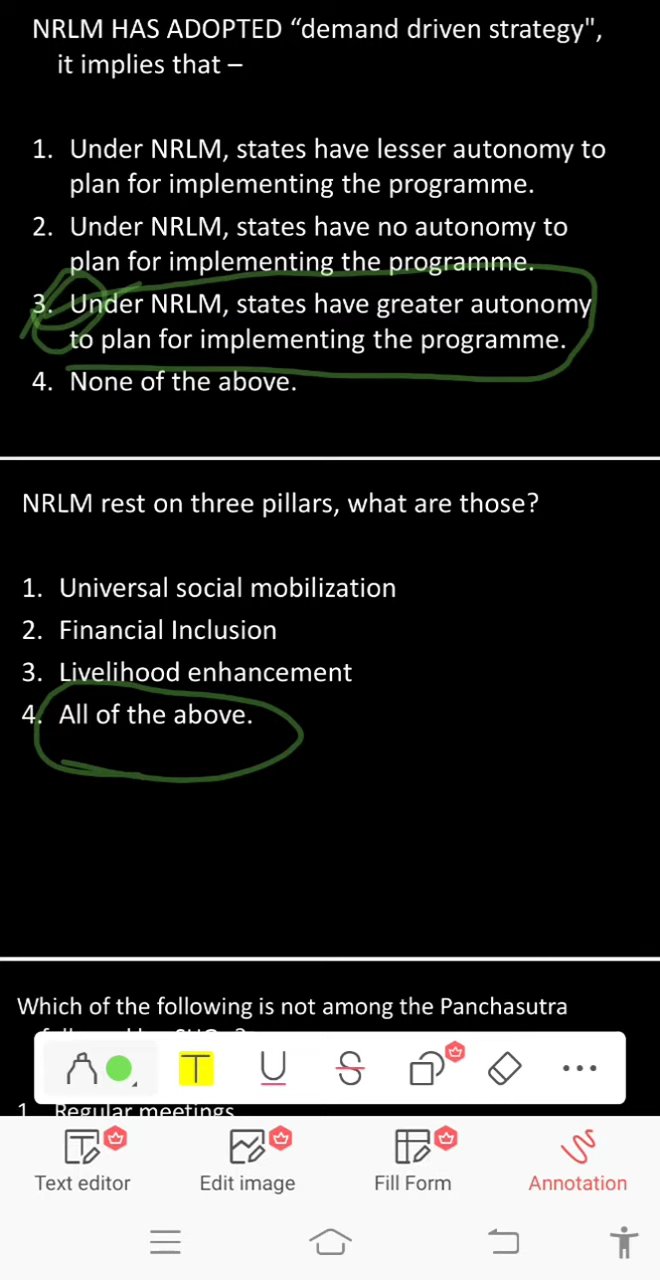 NRLM HAS ADOPTED “demand driven strategy",
it implies that –
1. Under NRLM, states have lesser autonomy to
plan for implementing the programme.
2. Under NRLM, states have no autonomy to
plan for implementing the programme.
3. Under NRLM, states have greater autonomy
to plan for implementing the programme.
4. None of the above.
NRLM rest on three pillars, what are those?
1. Universal social mobilization
2. Financial Inclusion
3. Livelihood enhancement
4. All of the above.
Which of the following is not among the Panchasutra
1 Regular meetings
T U S
Text editor Edit image Fill Form Annotation